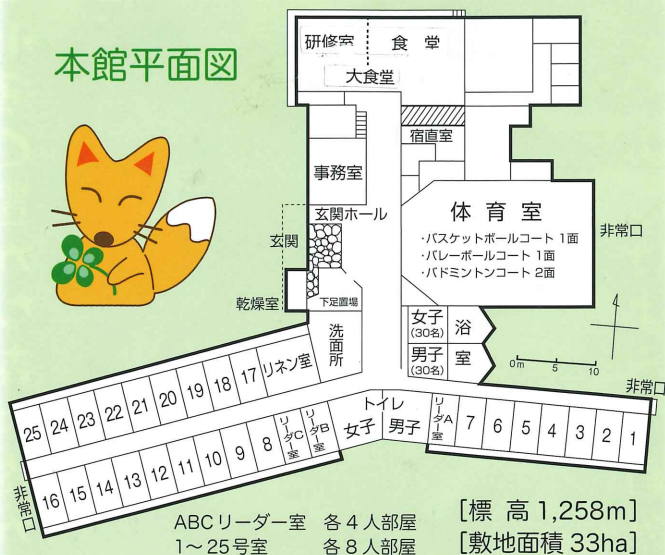 本館平面図
研修室
食 堂
大食堂
宿直室
事務室
玄関ホール
玄関
体 育 室
・バスケットボールコート 1面
・バレーボールコート 1面
・バドミントンコート 2面
非常口
乾燥室
下足置場
洗面所
女子
(30名)
男子
(30名)
浴室
4
0m 5 10
非常口
リネン室
17
18
19
20
21
22
23
24
25
トイレ
女子
男子
リーダーA室
7
6
5
4
3
2
1
リーダーB室
リーダーC室
8
9
10
11
12
13
14
15
16
非常口
ABCリーダー室 各4人部屋
1〜25号室 各8人部屋
[標 高 1,258m]
[敷地面積 33ha]